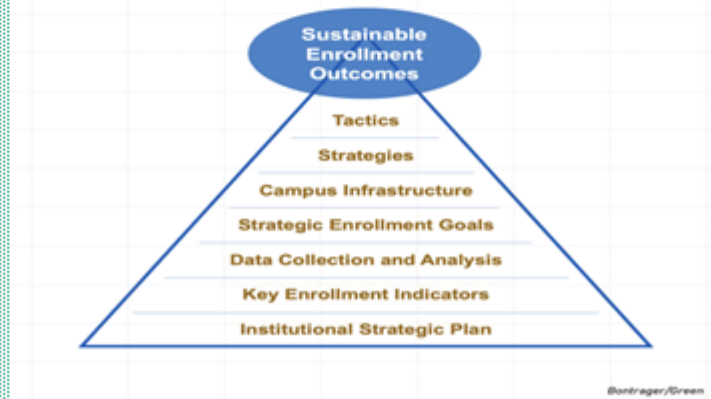 Sustainable
Enrollment
Outcomes
Tactics
Strategies
Campus Infrastructure
Strategic Enrollment Goals
Data Collection and Analysis
Key Enrollment Indicators
Institutional Strategic Plan
Bontrager/Green